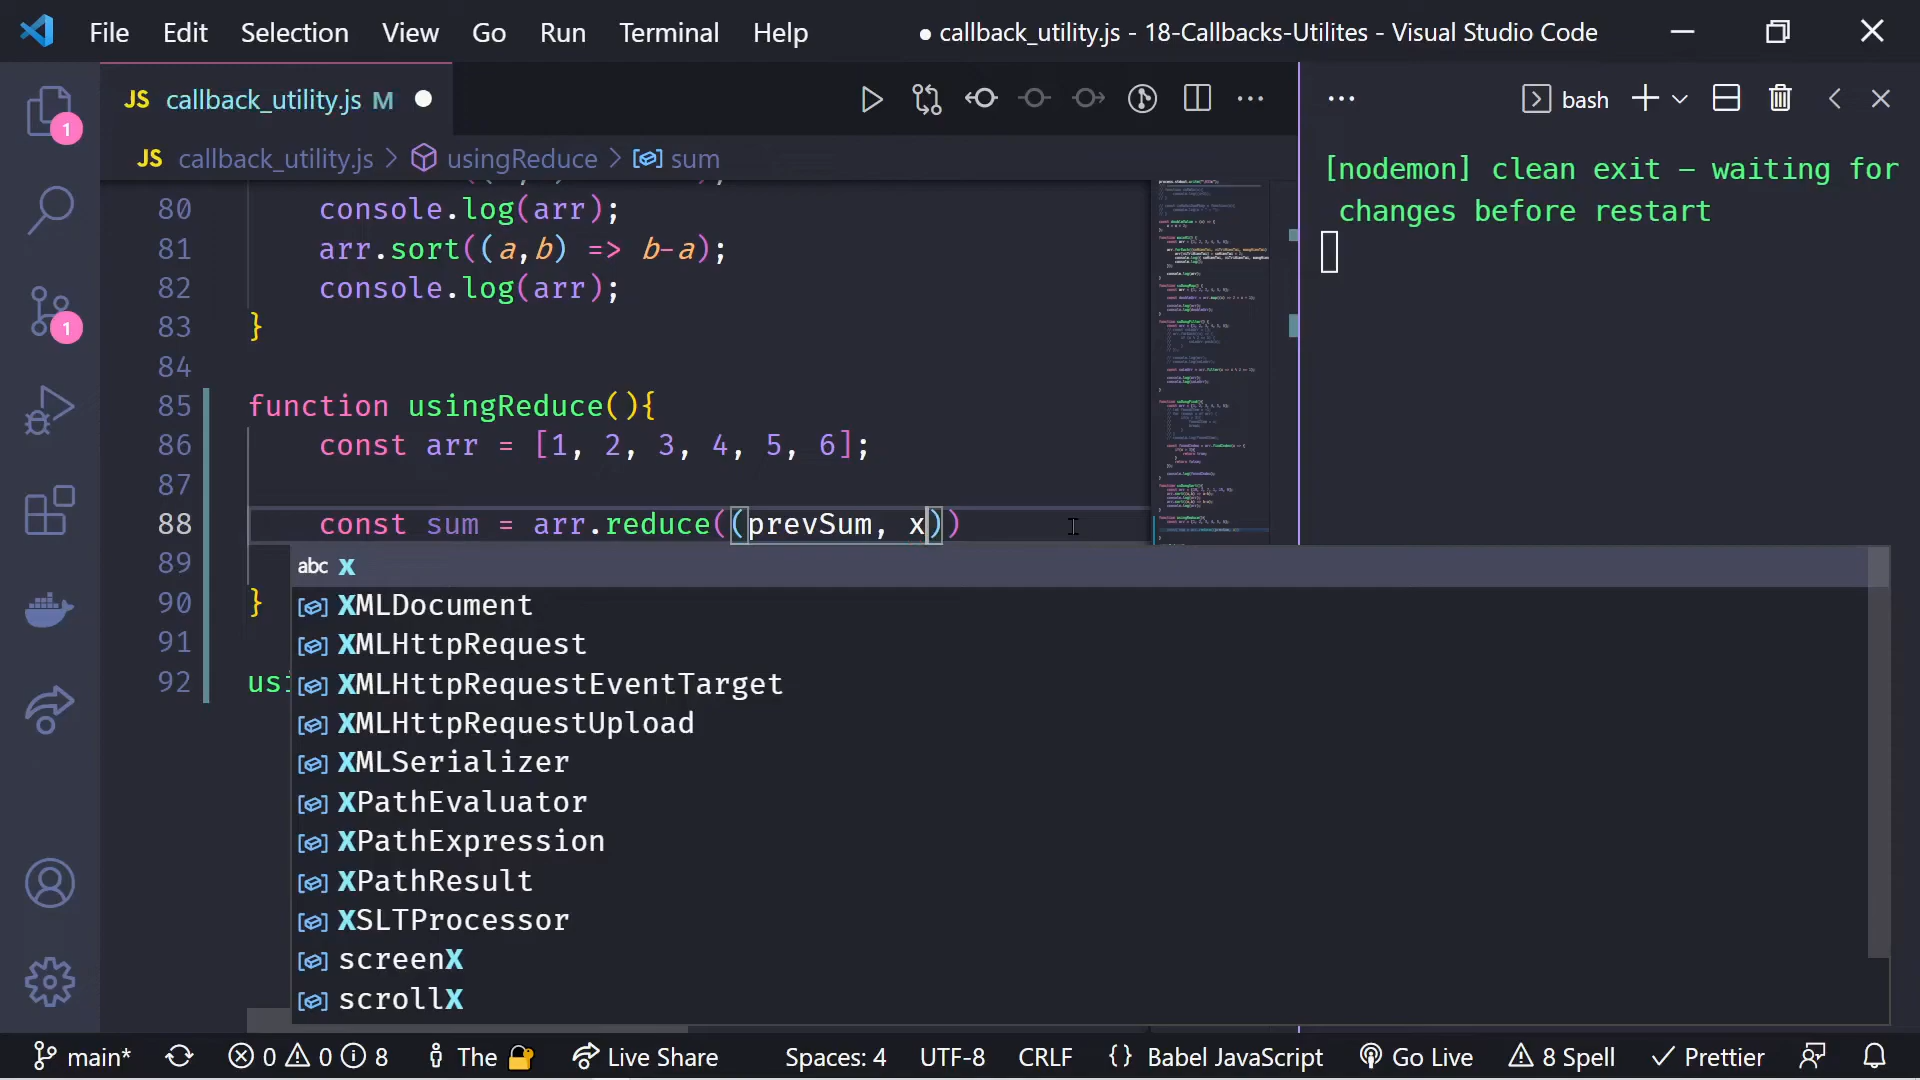 File Edit Selection View Go Run Terminal Help
● callback_utility.js - 18-Callbacks-Utilites - Visual Studio Code
JS callback_utility.js M
bash
JS callback_utility.js > usingReduce > sum
80 console.log(arr);
81 arr.sort((a,b) => b-a);
82 console.log(arr);
83 }
84
85 function usingReduce(){
86 const arr = [1, 2, 3, 4, 5, 6];
87
88 const sum = arr.reduce((prevSum, x))
89
90 }
91
92 usi
abc x
XMLDocument
XMLHttpRequest
XMLHttpRequestEventTarget
XMLHttpRequestUpload
XMLSerializer
XPathEvaluator
XPathExpression
XPathResult
XSLTProcessor
screenX
scrollX
[nodemon] clean exit – waiting for
changes before restart
1
1
main* 0 0 8 The Live Share Spaces: 4 UTF-8 CRLF {} Babel JavaScript Go Live 8 Spell Prettier